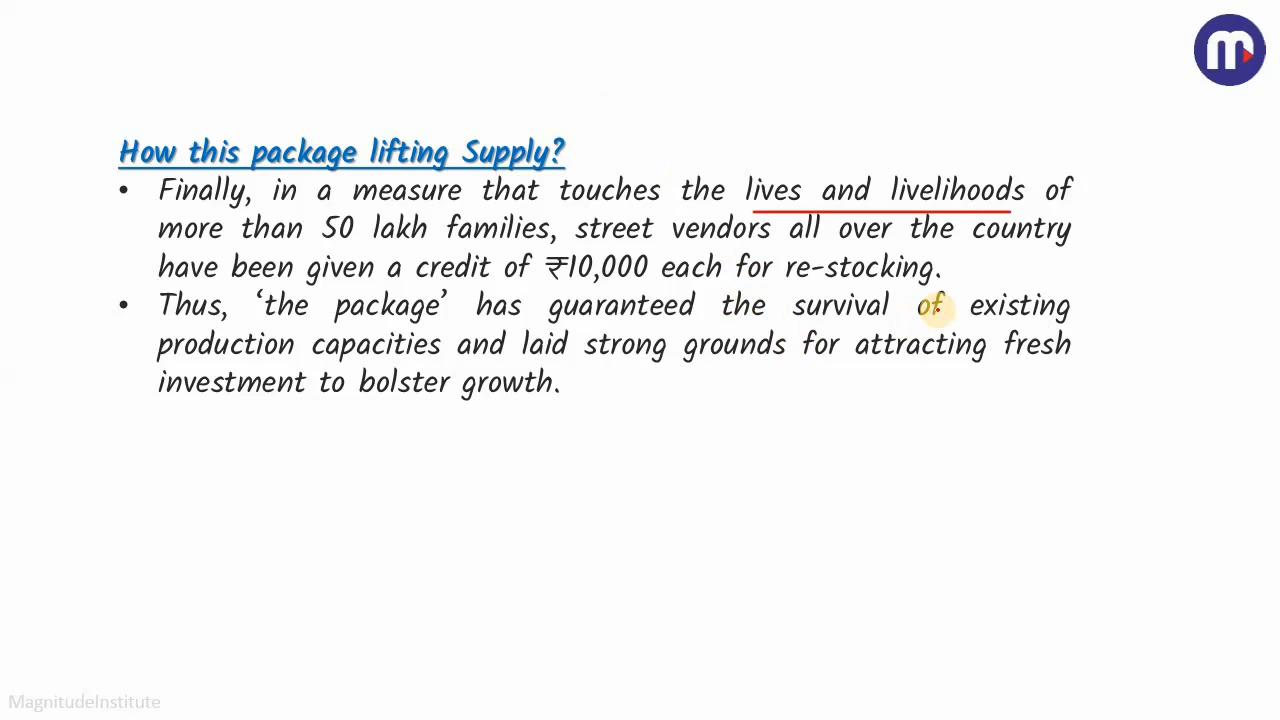 How this package lifting Supply?
• Finally, in a measure that touches the lives and livelihoods of
more than 50 lakh families, street vendors all over the country
have been given a credit of ₹10,000 each for re-stocking.
• Thus, ‘the package’ has guaranteed the survival of existing
production capacities and laid strong grounds for attracting fresh
investment to bolster growth.
MagnitudeInstitute